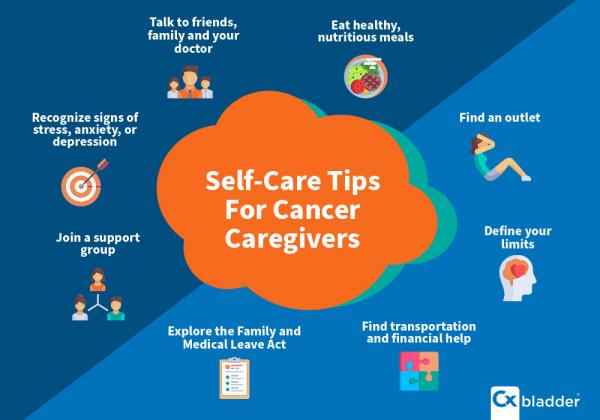 Talk to friends,
family and your
doctor
Eat healthy,
nutritious meals
Recognize signs of
stress, anxiety, or
depression
Find an outlet
Self-Care Tips
For Cancer
Caregivers
Join a support
group
Define your
limits
Explore the Family and
Medical Leave Act
Find transportation
and financial help
Cx bladder